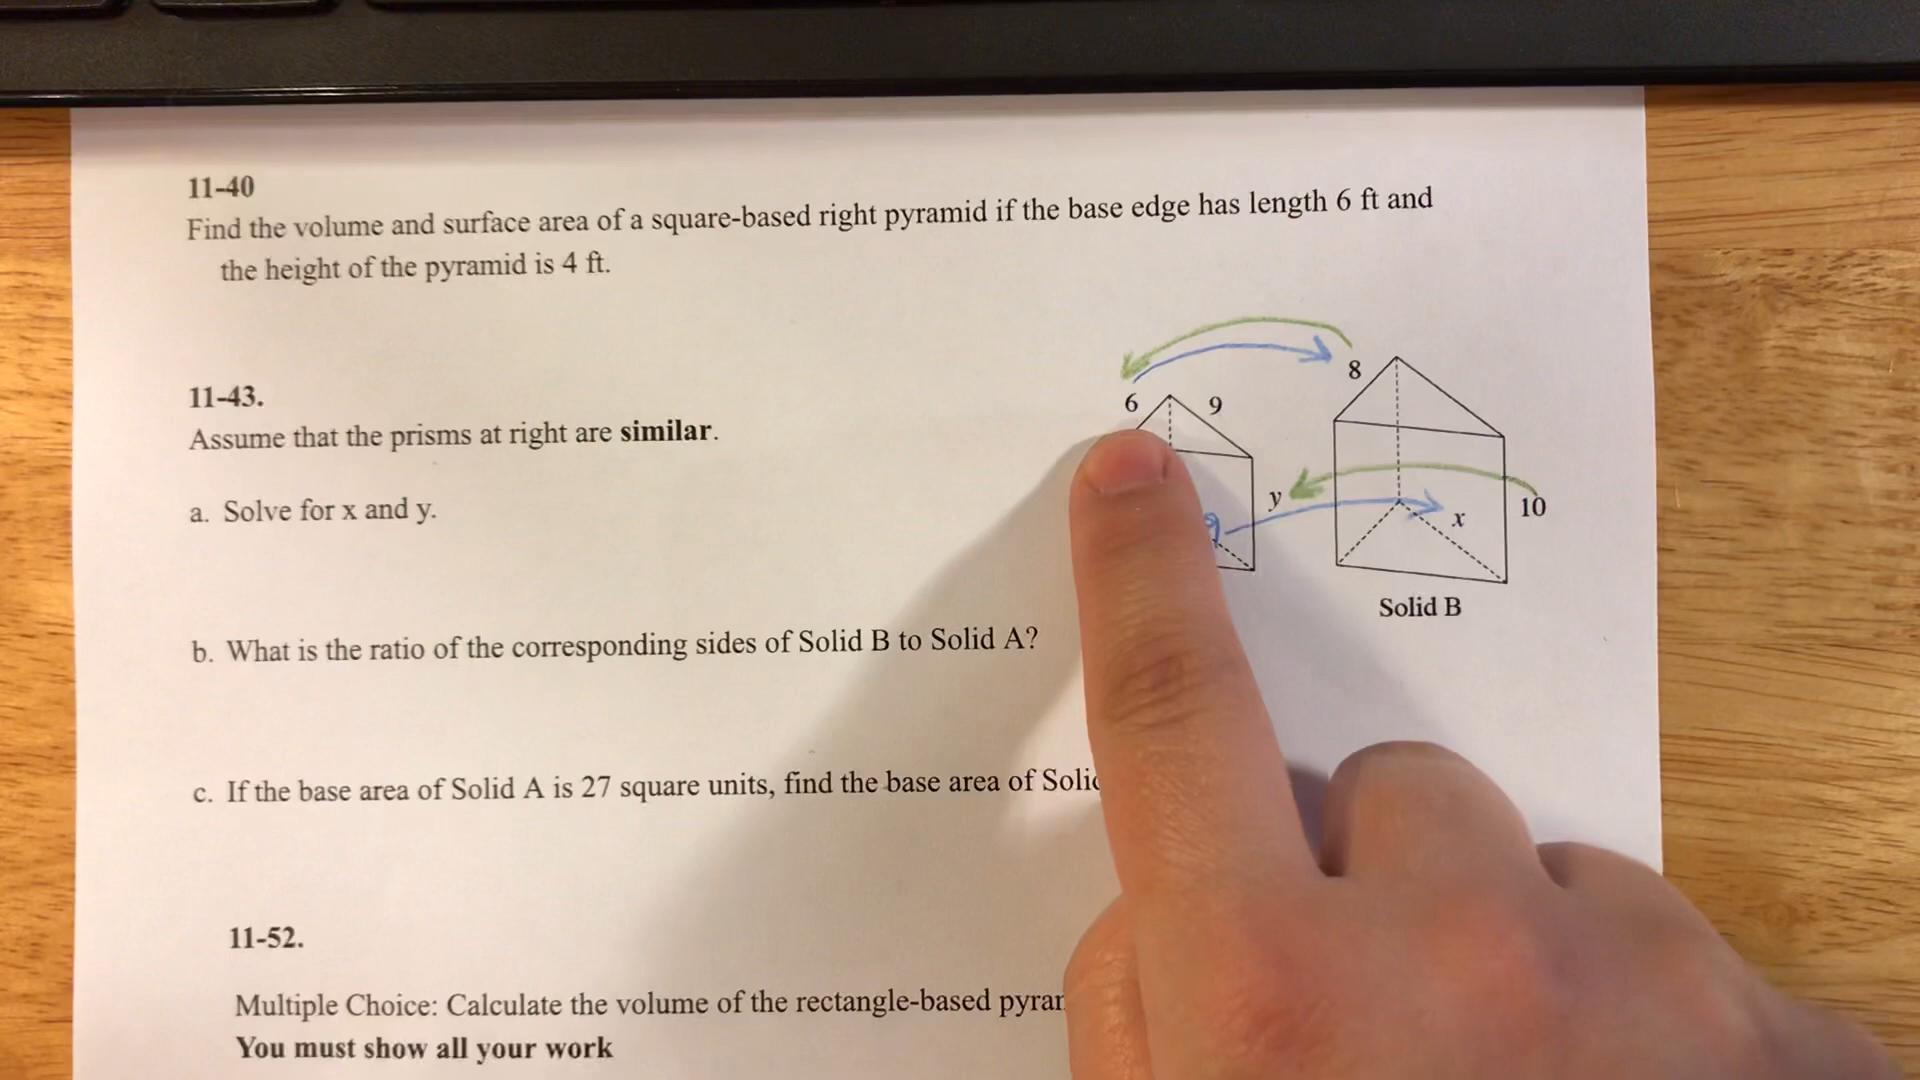 11-40
Find the volume and surface area of a square-based right pyramid if the base edge has length 6 ft and
the height of the pyramid is 4 ft.
11-43.
Assume that the prisms at right are similar.
6
9
8
a. Solve for x and y.
y
9
x
10
Solid B
b. What is the ratio of the corresponding sides of Solid B to Solid A?
c. If the base area of Solid A is 27 square units, find the base area of
11-52.
Multiple Choice: Calculate the volume of the rectangle-based
You must show all your work